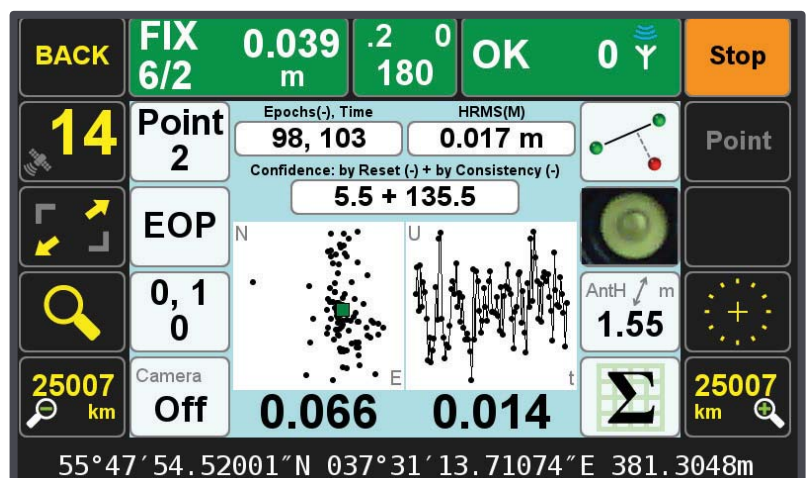 BACK
FIX 0.039
6/2 m
.2 0
180
OK 0
Stop
14
Point
2
Epochs(-), Time
98, 103
HRMS(M)
0.017 m
Confidence: by Reset (-) + by Consistency (-)
5.5 + 135.5
Point
EOP
N
E
U
t
0, 1
0
AntH m
1.55
25007
km
Camera
Off
0.066
0.014
Σ
25007
km
55°47′54.52001″N 037°31′13.71074″E 381.3048m